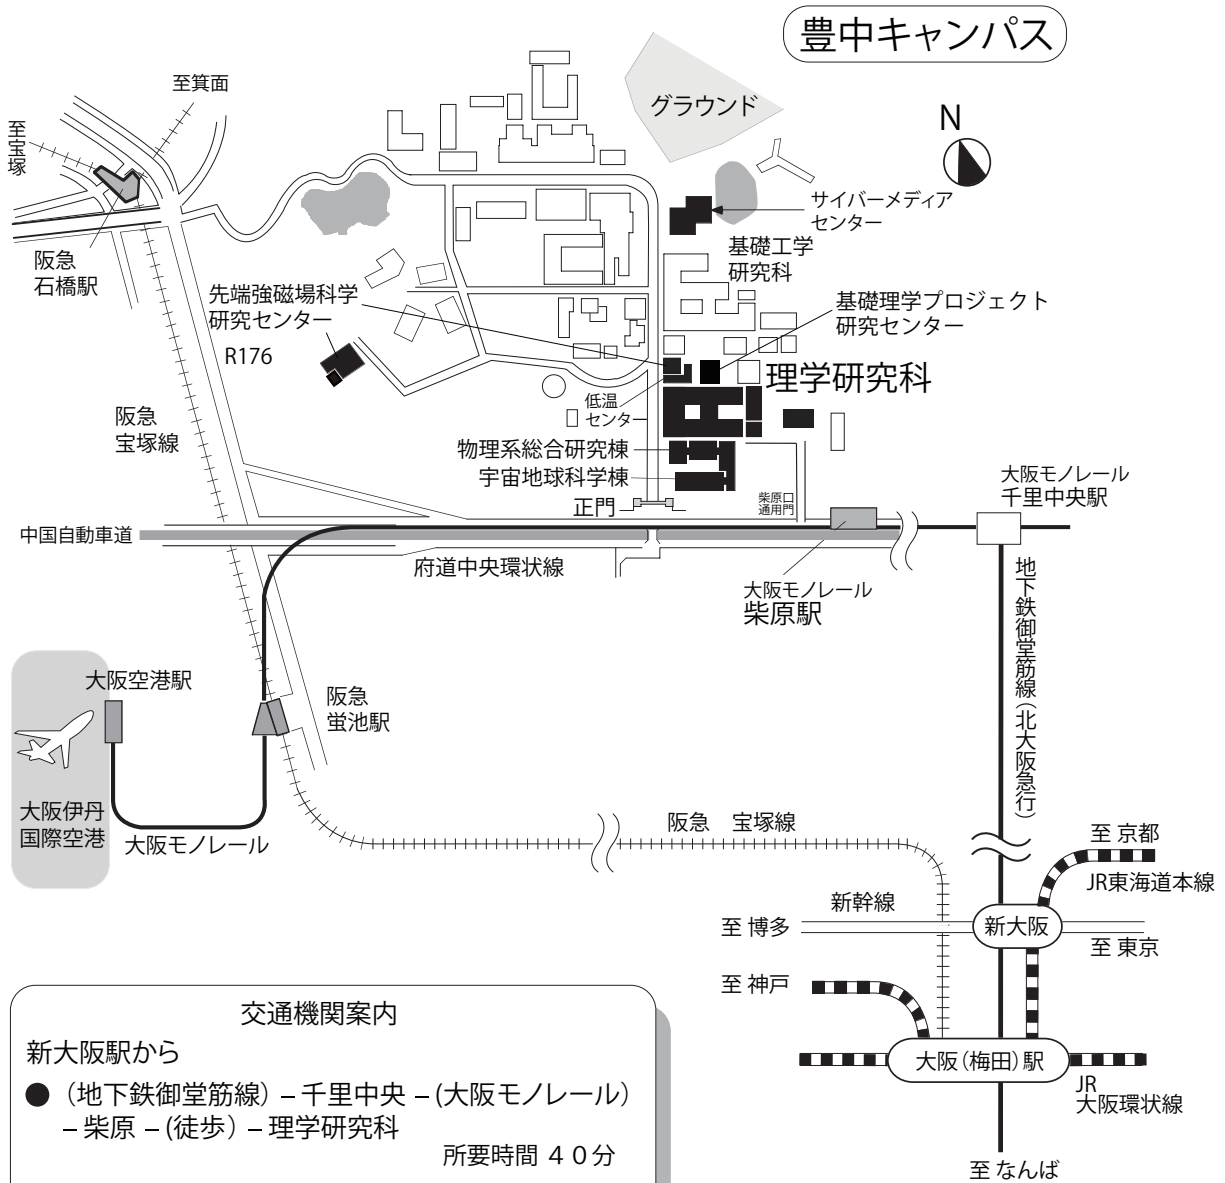 豊中キャンパス
至箕面
至宝塚
グラウンド
N
サイバーメディア
センター
基礎工学
研究科
阪急
石橋駅
先端強磁場科学
研究センター
R176
基礎理学プロジェクト
研究センター
理学研究科
低温
センター
阪急
宝塚線
物理系総合研究棟
宇宙地球科学棟
正門
柴原口
通用門
大阪モノレール
千里中央駅
中国自動車道
府道中央環状線
大阪モノレール
柴原駅
地下鉄御堂筋線(北大阪急行)
大阪空港駅
阪急
蛍池駅
大阪伊丹
国際空港
大阪モノレール
阪急 宝塚線
至 京都
JR東海道本線
新幹線
至 博多
新大阪
至 東京
至 神戸
大阪(梅田)駅
JR
大阪環状線
至 なんば
交通機関案内
新大阪駅から
● (地下鉄御堂筋線) – 千里中央 – (大阪モノレール)
– 柴原 – (徒歩) – 理学研究科
所要時間 40分